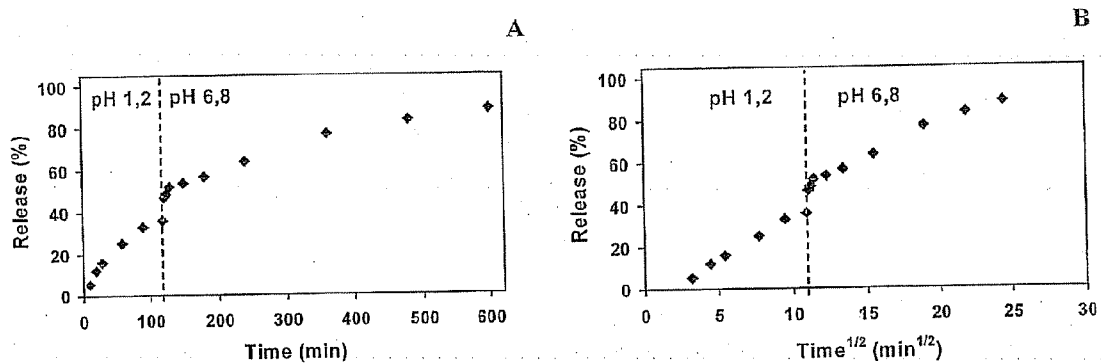 A
pH 1,2 pH 6,8
Release (%)
100
80
60
40
20
0
0 100 200 300 400 500 600
Time (min)
B
pH 1,2 pH 6,8
Release (%)
100
80
60
40
20
0
0 5 10 15 20 25 30
Time1/2 (min1/2)